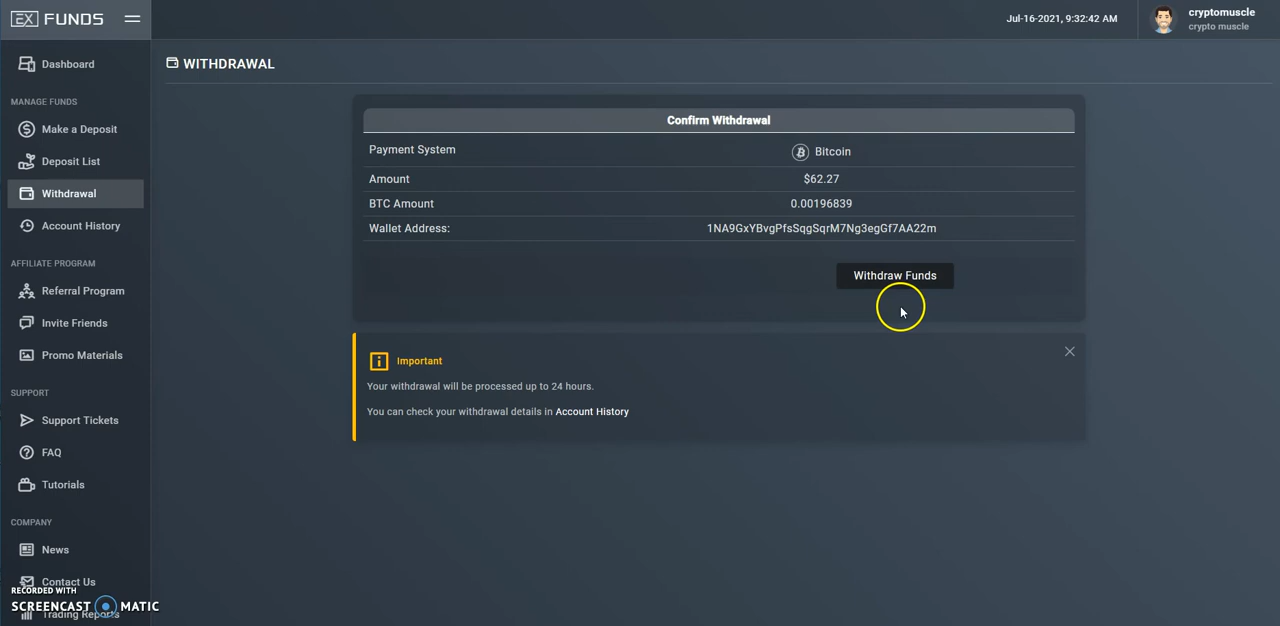 EX FUNDS
Jul-16-2021, 9:32:42 AM
cryptomuscle
crypto muscle
Dashboard
MANAGE FUNDS
Make a Deposit
Deposit List
Withdrawal
Account History
AFFILIATE PROGRAM
Referral Program
Invite Friends
Promo Materials
SUPPORT
Support Tickets
FAQ
Tutorials
COMPANY
News
Contact Us
Trading Reports
RECORDED WITH
SCREENCAST MATIC
WITHDRAWAL
Confirm Withdrawal
Payment System Bitcoin
Amount $62.27
BTC Amount 0.00196839
Wallet Address: 1NA9GxYBvgPfsSqgSqrM7Ng3egGf7AA22m
Withdraw Funds
Important
Your withdrawal will be processed up to 24 hours.
You can check your withdrawal details in Account History